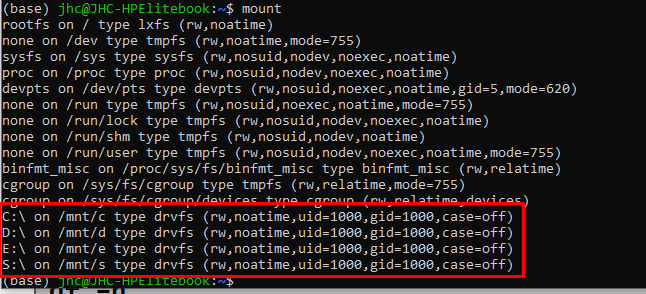 (base) jhc@JHC-HPElitebook:~$ mount
rootfs on / type lxfs (rw,noatime)
none on /dev type tmpfs (rw,noatime,mode=755)
sysfs on /sys type sysfs (rw,nosuid,nodev,noexec,noatime)
proc on /proc type proc (rw,nosuid,nodev,noexec,noatime)
devpts on /dev/pts type devpts (rw,nosuid,noexec,noatime,gid=5,mode=620)
none on /run type tmpfs (rw,nosuid,noexec,noatime,mode=755)
none on /run/lock type tmpfs (rw,nosuid,nodev,noexec,noatime)
none on /run/shm type tmpfs (rw,nosuid,nodev,noatime)
none on /run/user type tmpfs (rw,nosuid,nodev,noexec,noatime,mode=755)
binfmt_misc on /proc/sys/fs/binfmt_misc type binfmt_misc (rw,relatime)
cgroup on /sys/fs/cgroup type tmpfs (rw,relatime,mode=755)
cgroup on /sys/fs/cgroup/devices type cgroup (rw,relatime,devices)
C:\ on /mnt/c type drvfs (rw,noatime,uid=1000,gid=1000,case=off)
D:\ on /mnt/d type drvfs (rw,noatime,uid=1000,gid=1000,case=off)
E:\ on /mnt/e type drvfs (rw,noatime,uid=1000,gid=1000,case=off)
S:\ on /mnt/s type drvfs (rw,noatime,uid=1000,gid=1000,case=off)
(base) jhc@JHC-HPElitebook:~$